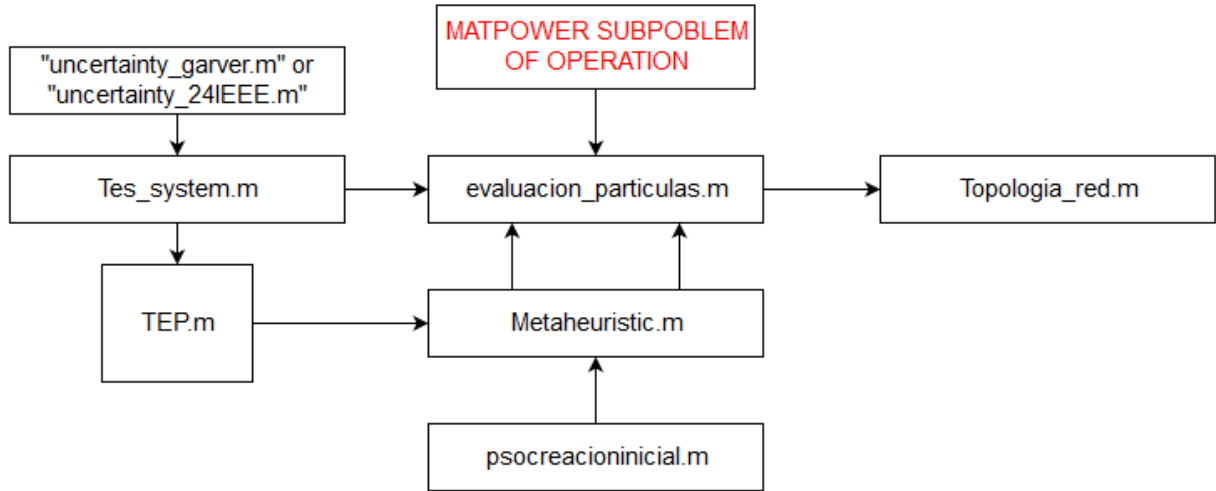 MATPOWER SUBPOBLEM
OF OPERATION
"uncertainty_garver.m" or
"uncertainty_24IEEE.m"
Tes_system.m
evaluacion_particulas.m
Topologia_red.m
TEP.m
Metaheuristic.m
psocreacioninicial.m